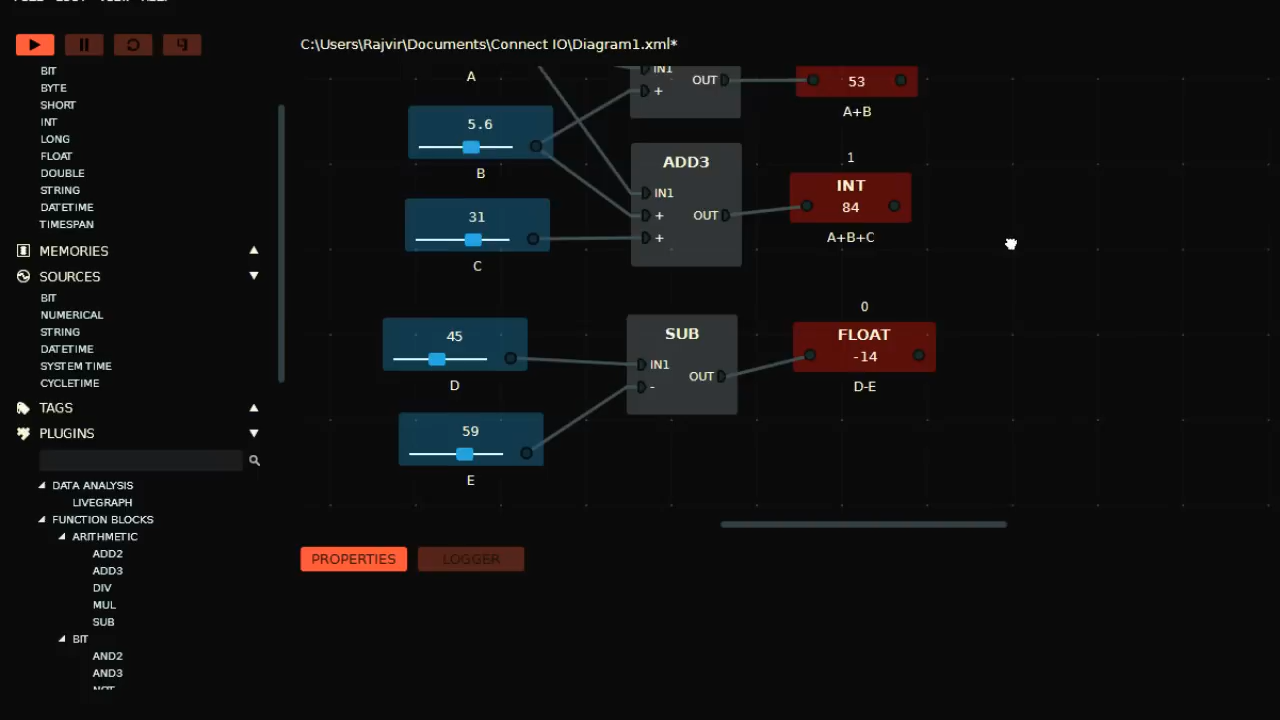 C:\Users\Rajvir\Documents\Connect IO\Diagram1.xml*
BIT
BYTE
SHORT
INT
LONG
FLOAT
DOUBLE
STRING
DATETIME
TIMESPAN
MEMORIES
SOURCES
BIT
NUMERICAL
STRING
DATETIME
SYSTEM TIME
CYCLETIME
TAGS
PLUGINS
DATA ANALYSIS
LIVEGRAPH
FUNCTION BLOCKS
ARITHMETIC
ADD2
ADD3
DIV
MUL
SUB
BIT
AND2
AND3
A
IN1
+
OUT
53
A+B
5.6
B
31
C
ADD3
IN1
+
+
OUT
1
INT
84
A+B+C
45
D
59
E
SUB
IN1
-
OUT
0
FLOAT
-14
D-E
PROPERTIES
LOGGER